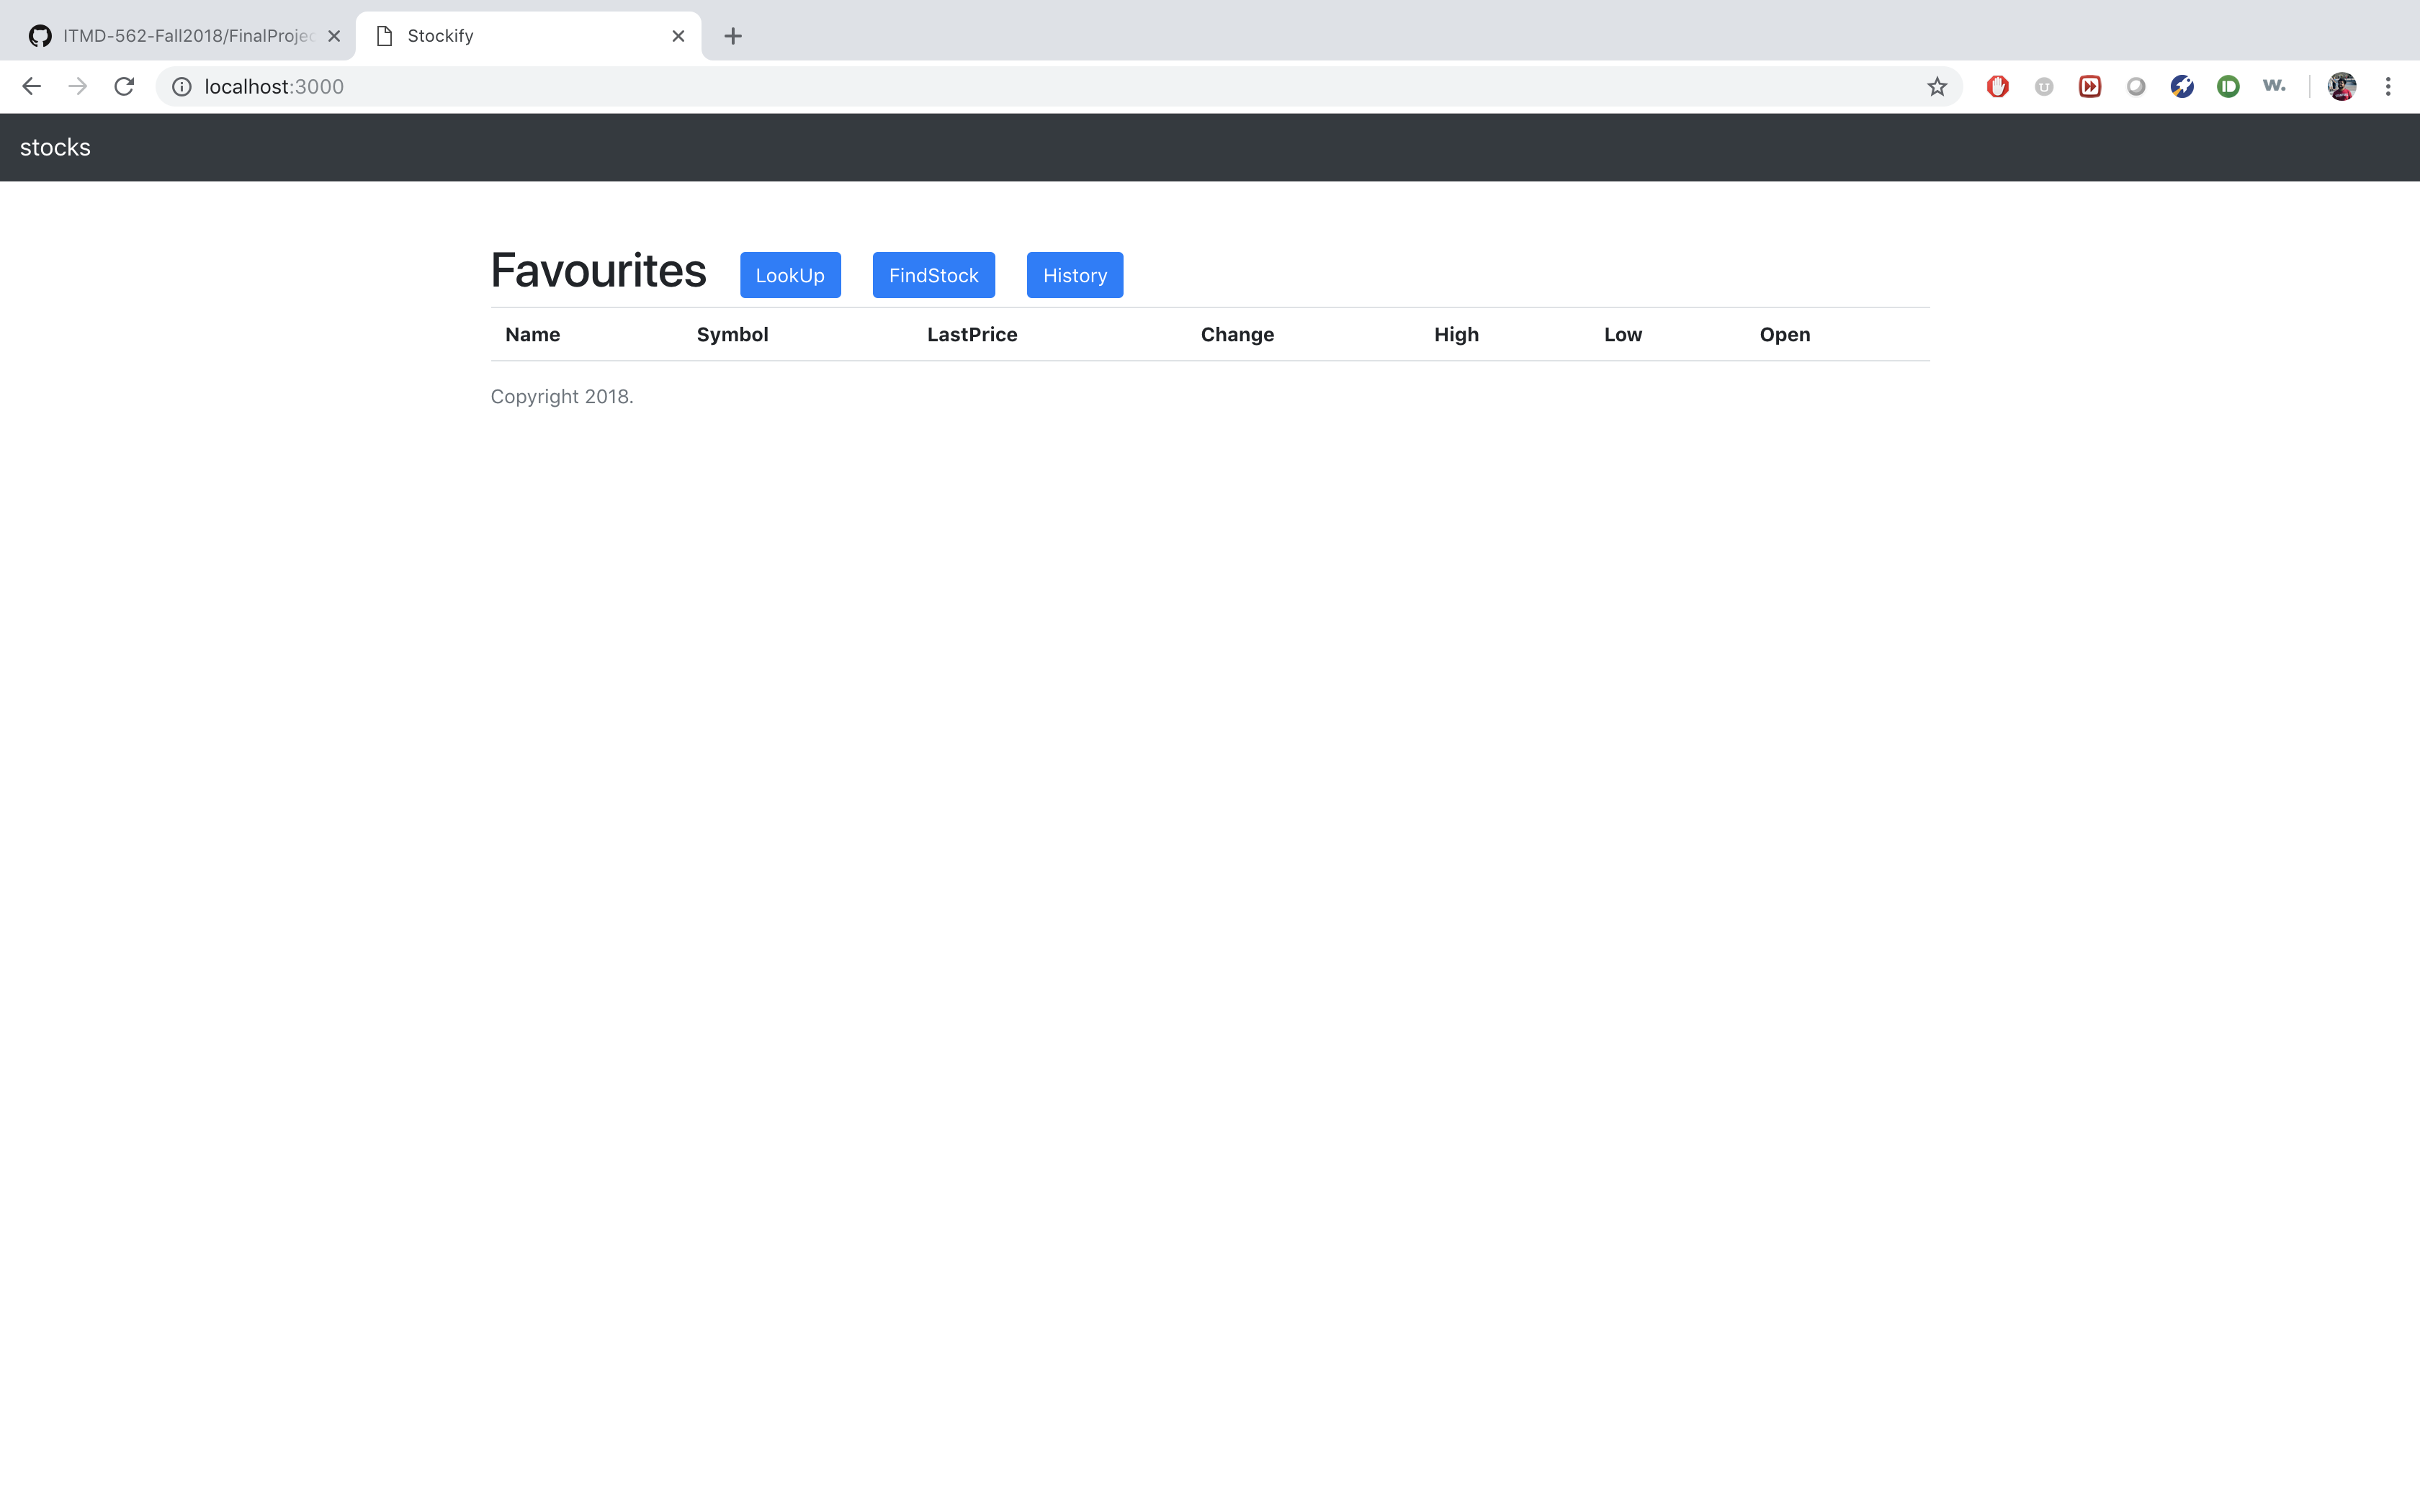 ITMD-562-Fall2018/FinalProjec
Stockify
localhost:3000
w.
stocks
Favourites LookUp FindStock History
Name Symbol LastPrice Change High Low Open
Copyright 2018.